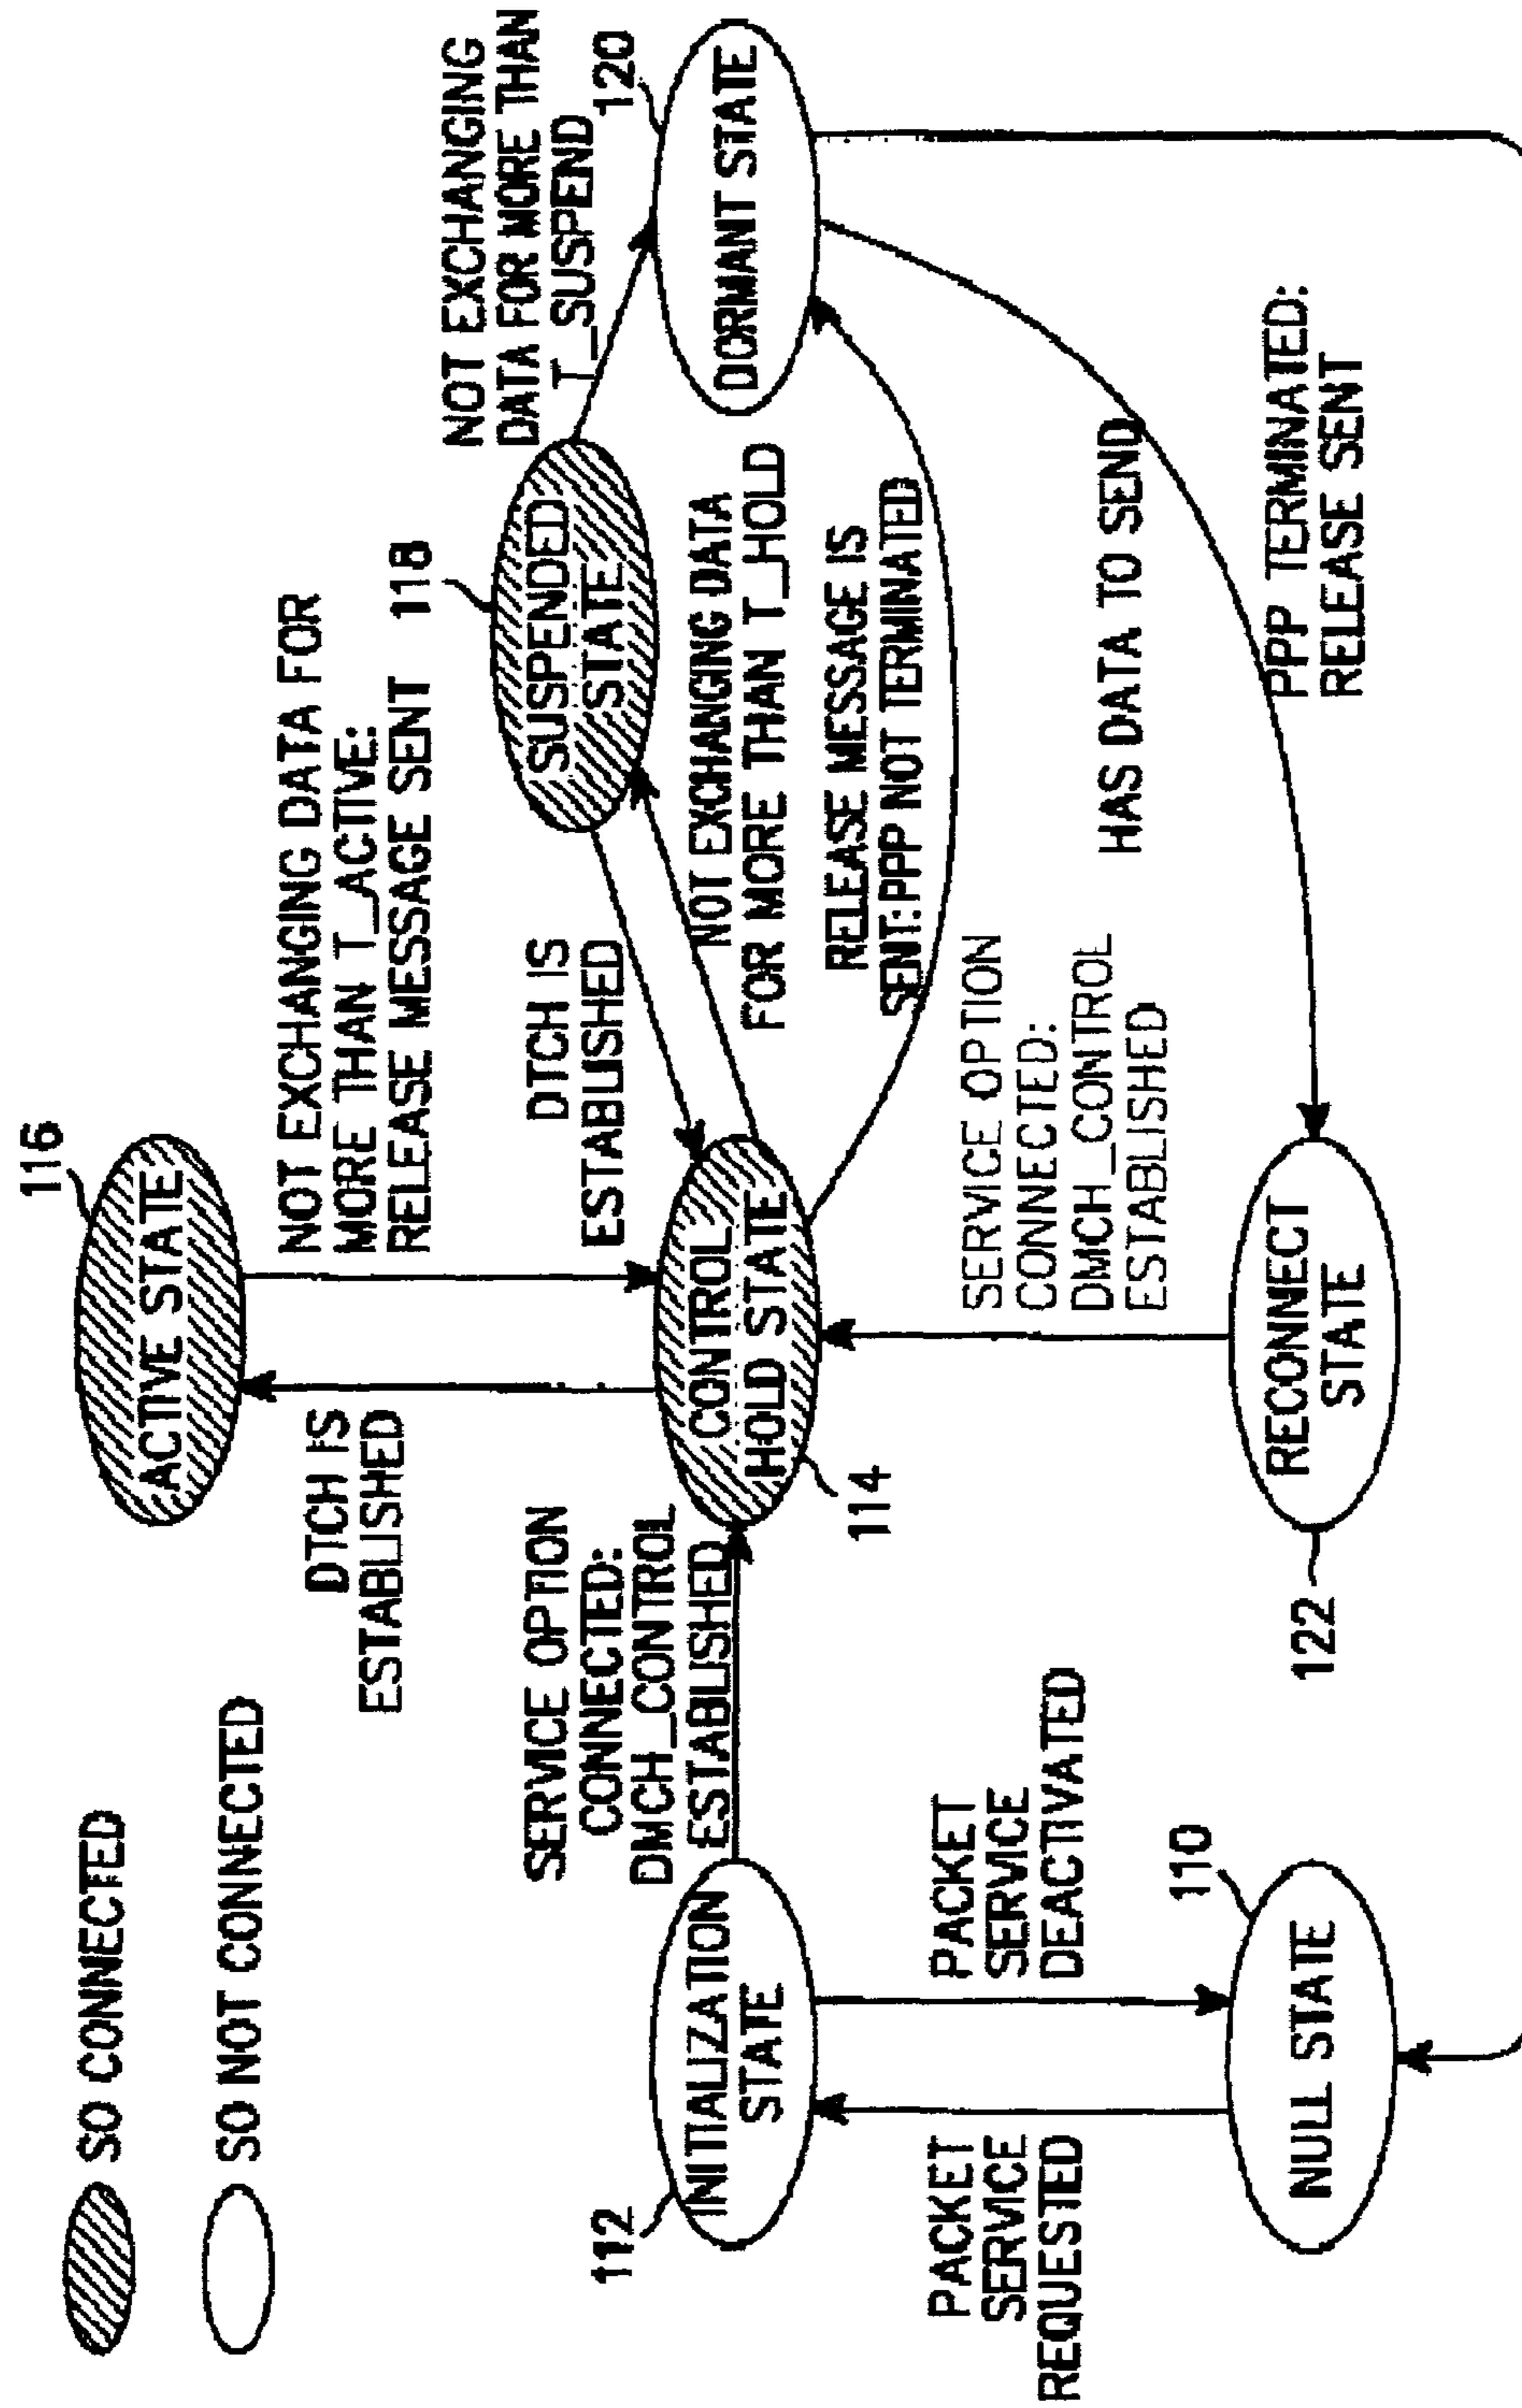 SO CONNECTED
SO NOT CONNECTED
116
ACTIVE STATE
DTCH IS
ESTABLISHED
NOT EXCHANGING DATA FOR
MORE THAN T_ACTIVE:
RELEASE MESSAGE SENT
118
SUSPENDED
STATE
NOT EXCHANGING
DATA FOR MORE THAN
T_SUSPEND
120
DORMANT STATE
DTCH IS
ESTABLISHED
NOT EXCHANGING DATA
FOR MORE THAN T_HOLD
RELEASE MESSAGE IS
SENT:PPP NOT TERMINATED
112
INITIALIZATION
STATE
SERVICE OPTION
CONNECTED:
DMCH_CONTROL
ESTABLISHED
CONTROL
HOLD STATE
114
SERVICE OPTION
CONNECTED:
DMCH_CONTROL
ESTABLISHED
HAS DATA TO SEND
PACKET
SERVICE
REQUESTED
PACKET
SERVICE
DEACTIVATED
110
NULL STATE
122
RECONNECT
STATE
PPP TERMINATED:
RELEASE SENT